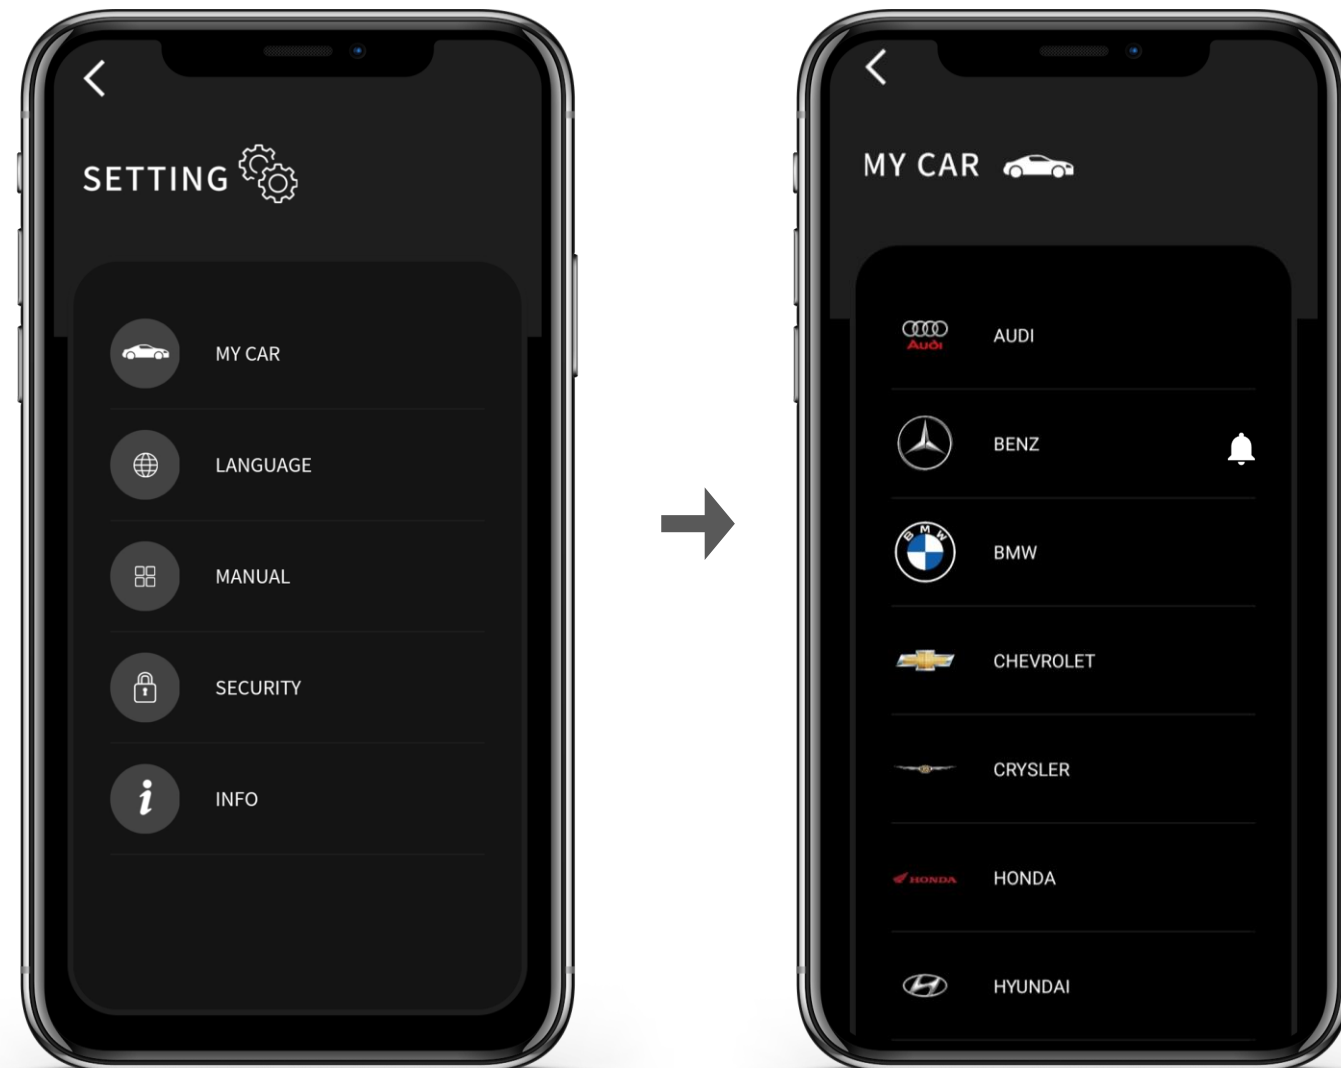 SETTING
MY CAR
LANGUAGE
MANUAL
SECURITY
INFO
MY CAR
Audi
AUDI
BENZ
BMW
BMW
CHEVROLET
CRYSLER
HONDA
HONDA
HYUNDAI